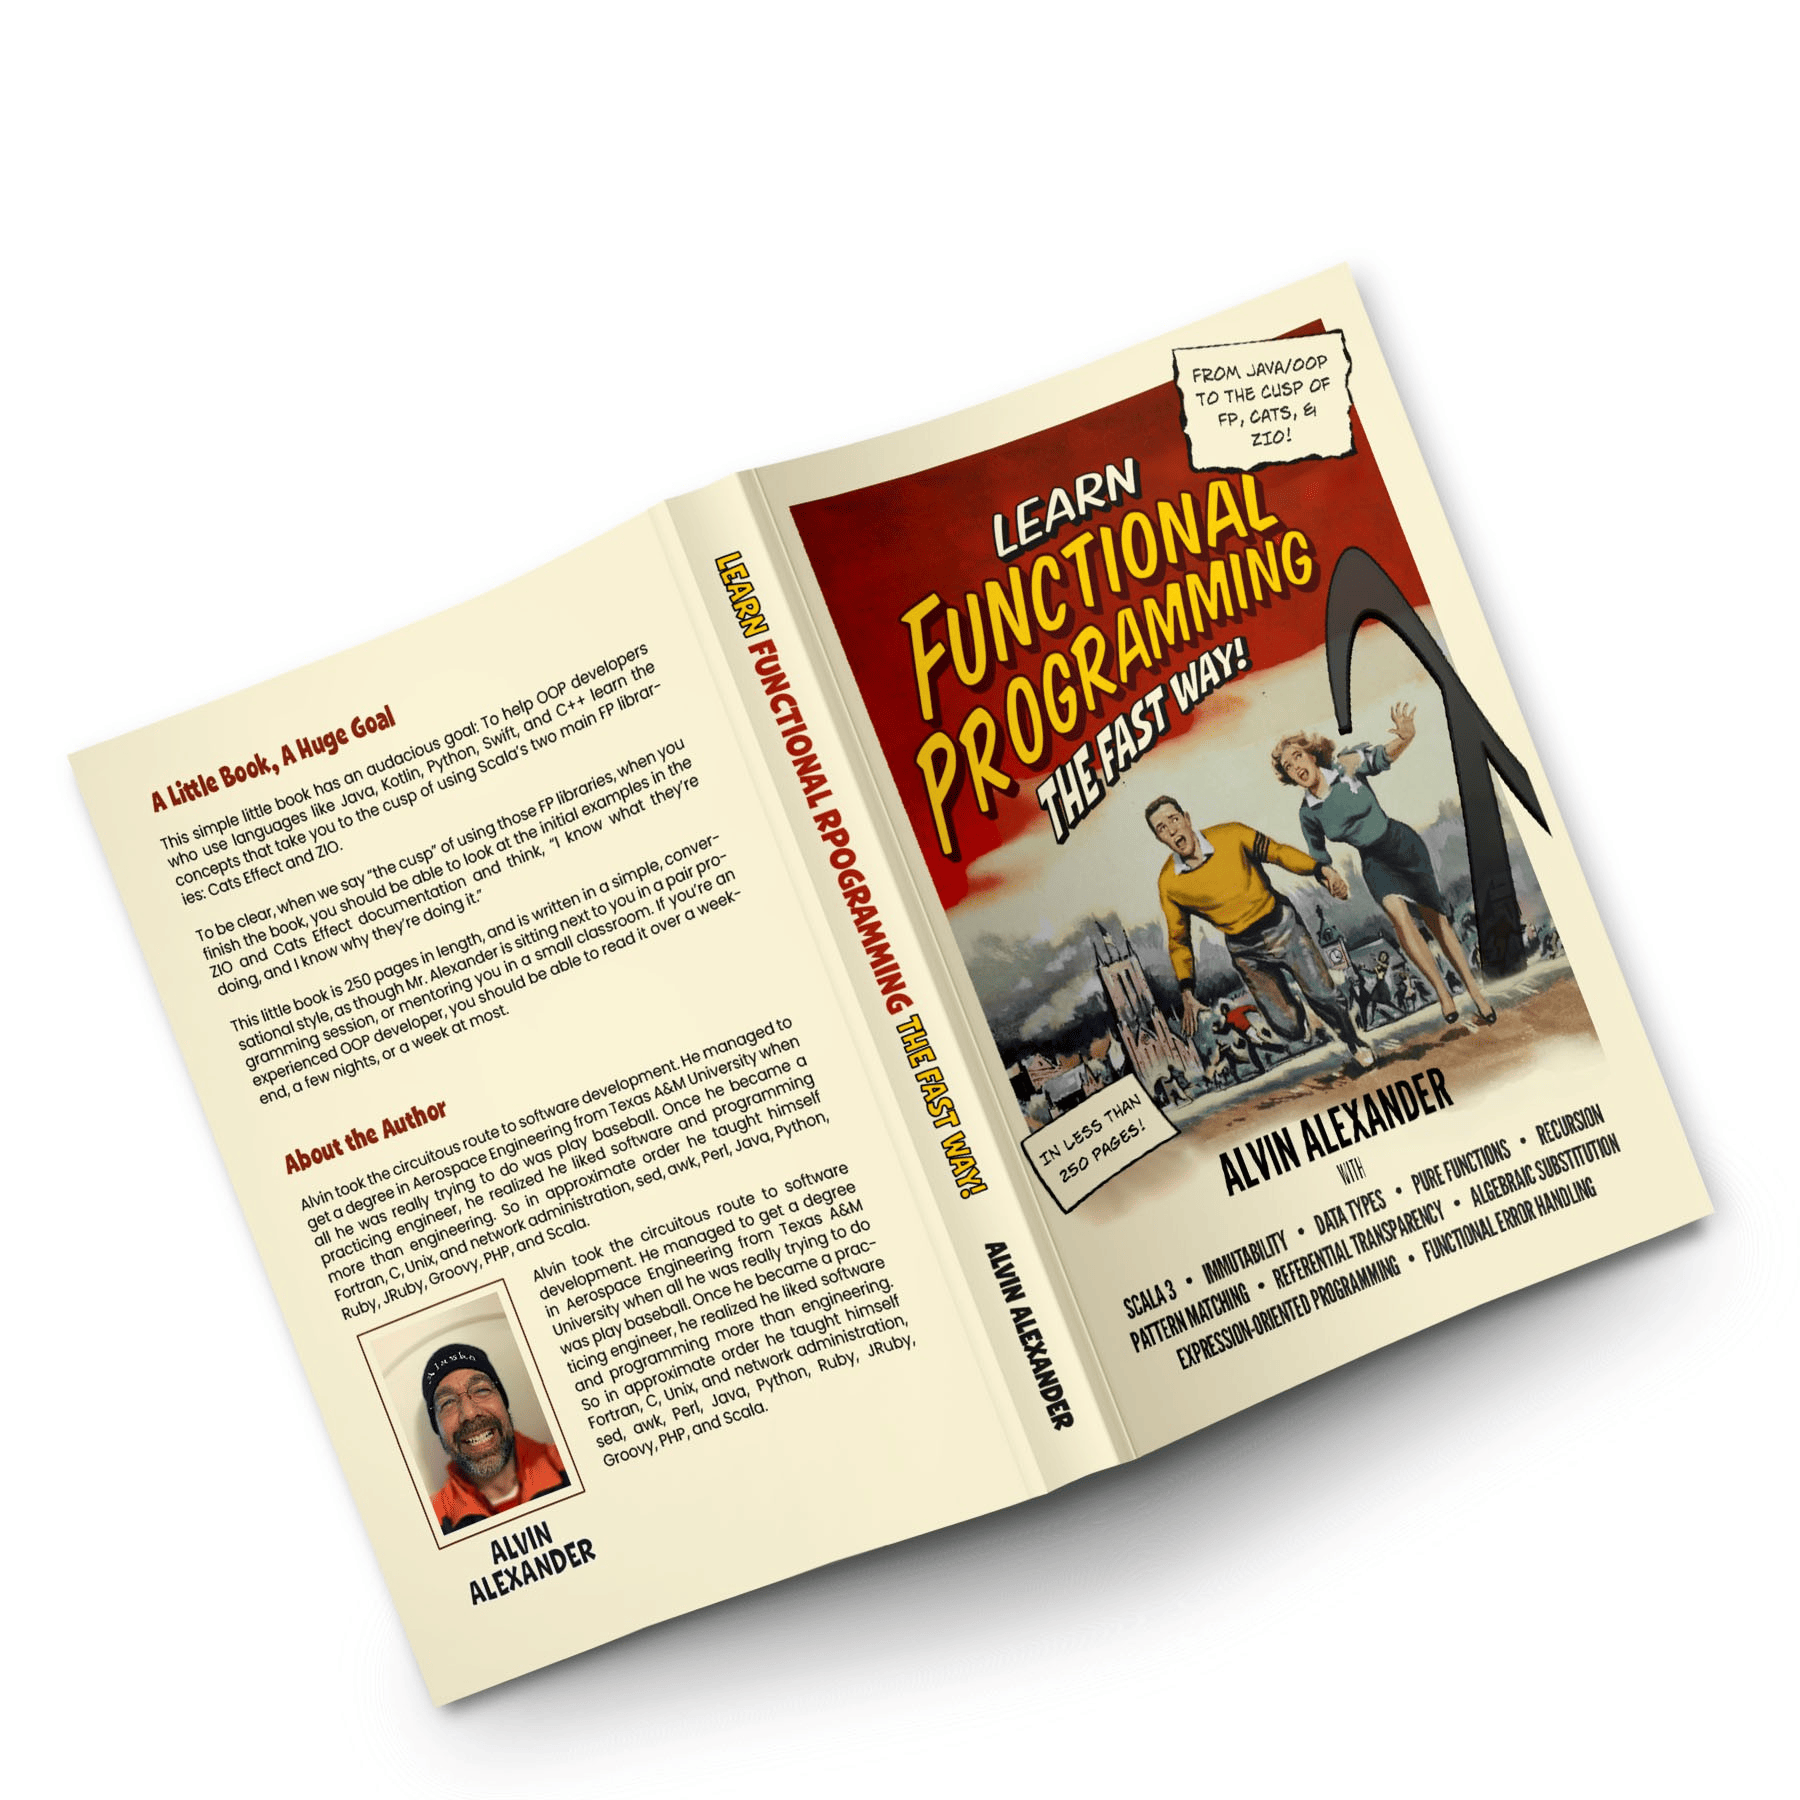 A Little Book, A Huge Goal
This simple little book has an audacious goal: To help OOP developers
who use languages like Java, Kotlin, Python, Swift, and C++ learn the
concepts that take you to the cusp of using Scala's two main FP librar-
ies: Cats Effect and ZIO.
To be clear, when we say "the cusp" of using those FP libraries, when you
finish the book, you should be able to look at the initial examples in the
ZIO and Cats Effect documentation and think, "I know what they're
doing, and I know why they're doing it."
This little book is 250 pages in length, and is written in a simple, conver-
sational style, as though Mr. Alexander is sitting next to you in a pair pro-
gramming session, or mentoring you in a small classroom. If you're an
experienced OOP developer, you should be able to read it over a week-
end, a few nights, or a week at most.
About the Author
Alvin took the circuitous route to software development. He managed to
get a degree in Aerospace Engineering from Texas A&M University when
all he was really trying to do was play baseball. Once he became a
practicing engineer, he realized he liked software and programming
more than engineering. So in approximate order he taught himself
Fortran, C, Unix, and network administration, sed, awk, Perl, Java, Python,
Ruby, JRuby, Groovy, PHP, and Scala.
Alvin took the circuitous route to software
development. He managed to get a degree
in Aerospace Engineering from Texas A&M
University when all he was really trying to do
was play baseball. Once he became a prac-
ticing engineer, he realized he liked software
and programming more than engineering.
So in approximate order he taught himself
Fortran, C, Unix, and network administration,
sed, awk, Perl, Java, Python, Ruby, JRuby,
Groovy, PHP, and Scala.
Alaska
ALVIN
ALEXANDER
LEARN FUNCTIONAL RPOGRAMMING THE FAST WAY!
ALVIN ALEXANDER
FROM JAVA/OOP
TO THE CUSP OF
FP, CATS, &
ZIO!
LEARN
FUNCTIONAL
PROGRAMMING
THE FAST WAY!
IN LESS THAN
250 PAGES!
ALVIN ALEXANDER
WITH
SCALA 3 • IMMUTABILITY • DATA TYPES • PURE FUNCTIONS • RECURSION
PATTERN MATCHING • REFERENTIAL TRANSPARENCY • ALGEBRAIC SUBSTITUTION
EXPRESSION-ORIENTED PROGRAMMING • FUNCTIONAL ERROR HANDLING